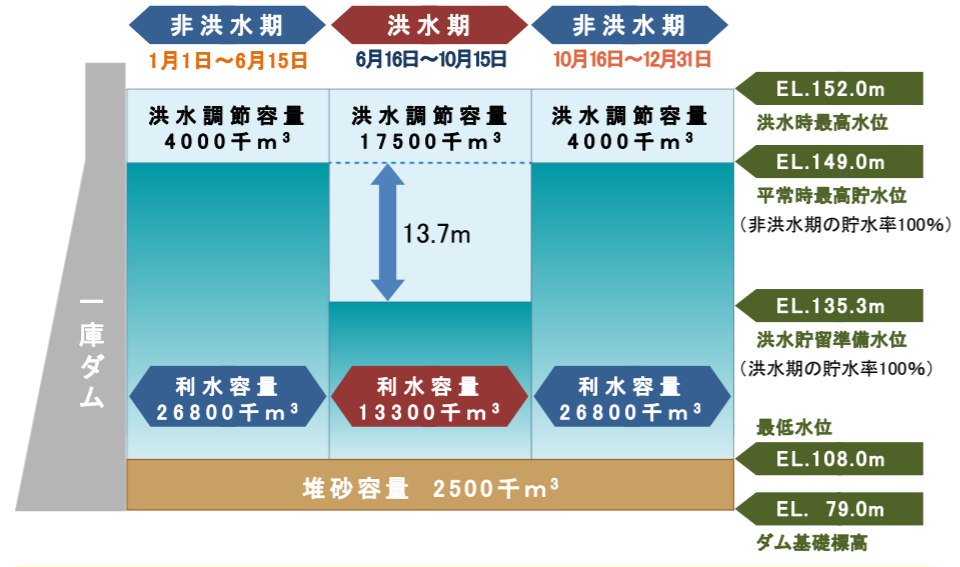 非洪水期
洪水期
非洪水期
1月1日～6月15日
6月16日～10月15日
10月16日～12月31日
EL.152.0m
洪水時最高水位
洪水調節容量
4000千m³
洪水調節容量
17500千m³
洪水調節容量
4000千m³
EL.149.0m
平常時最高貯水位
（非洪水期の貯水率100%）
13.7m
一庫ダム
EL.135.3m
洪水貯留準備水位
（洪水期の貯水率100%）
利水容量
26800千m³
利水容量
13300千m³
利水容量
26800千m³
最低水位
EL.108.0m
堆砂容量 2500千m³
EL. 79.0m
ダム基礎標高